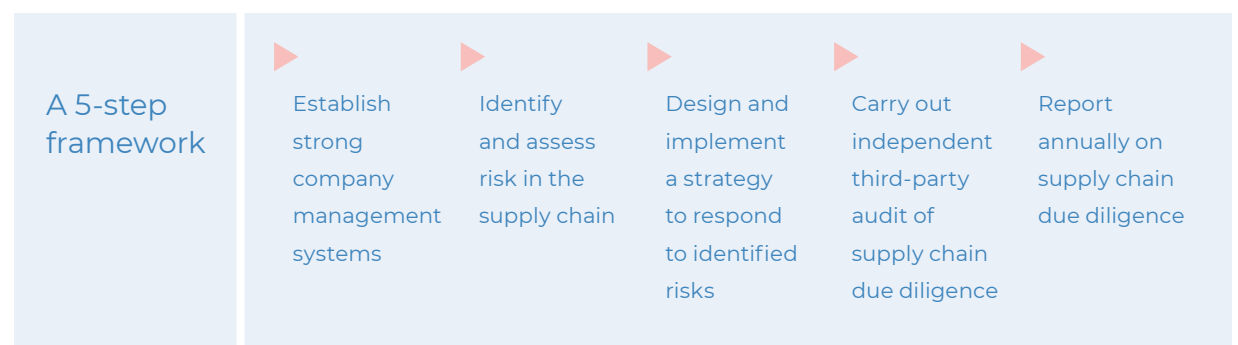 A 5-step
framework
Establish
strong
company
management
systems
Identify
and assess
risk in the
supply chain
Design and
implement
a strategy
to respond
to identified
risks
Carry out
independent
third-party
audit of
supply chain
due diligence
Report
annually on
supply chain
due diligence